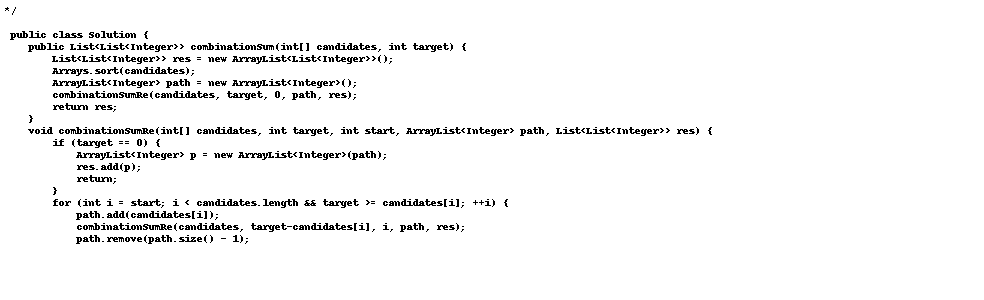 */
public class Solution {
public List<List<Integer>> combinationSum(int[] candidates, int target) {
List<List<Integer>> res = new ArrayList<List<Integer>>();
Arrays.sort(candidates);
ArrayList<Integer> path = new ArrayList<Integer>();
combinationSumRe(candidates, target, 0, path, res);
return res;
}
void combinationSumRe(int[] candidates, int target, int start, ArrayList<Integer> path, List<List<Integer>> res) {
if (target == 0) {
ArrayList<Integer> p = new ArrayList<Integer>(path);
res.add(p);
return;
}
for (int i = start; i < candidates.length && target >= candidates[i]; ++i) {
path.add(candidates[i]);
combinationSumRe(candidates, target-candidates[i], i, path, res);
path.remove(path.size() - 1);